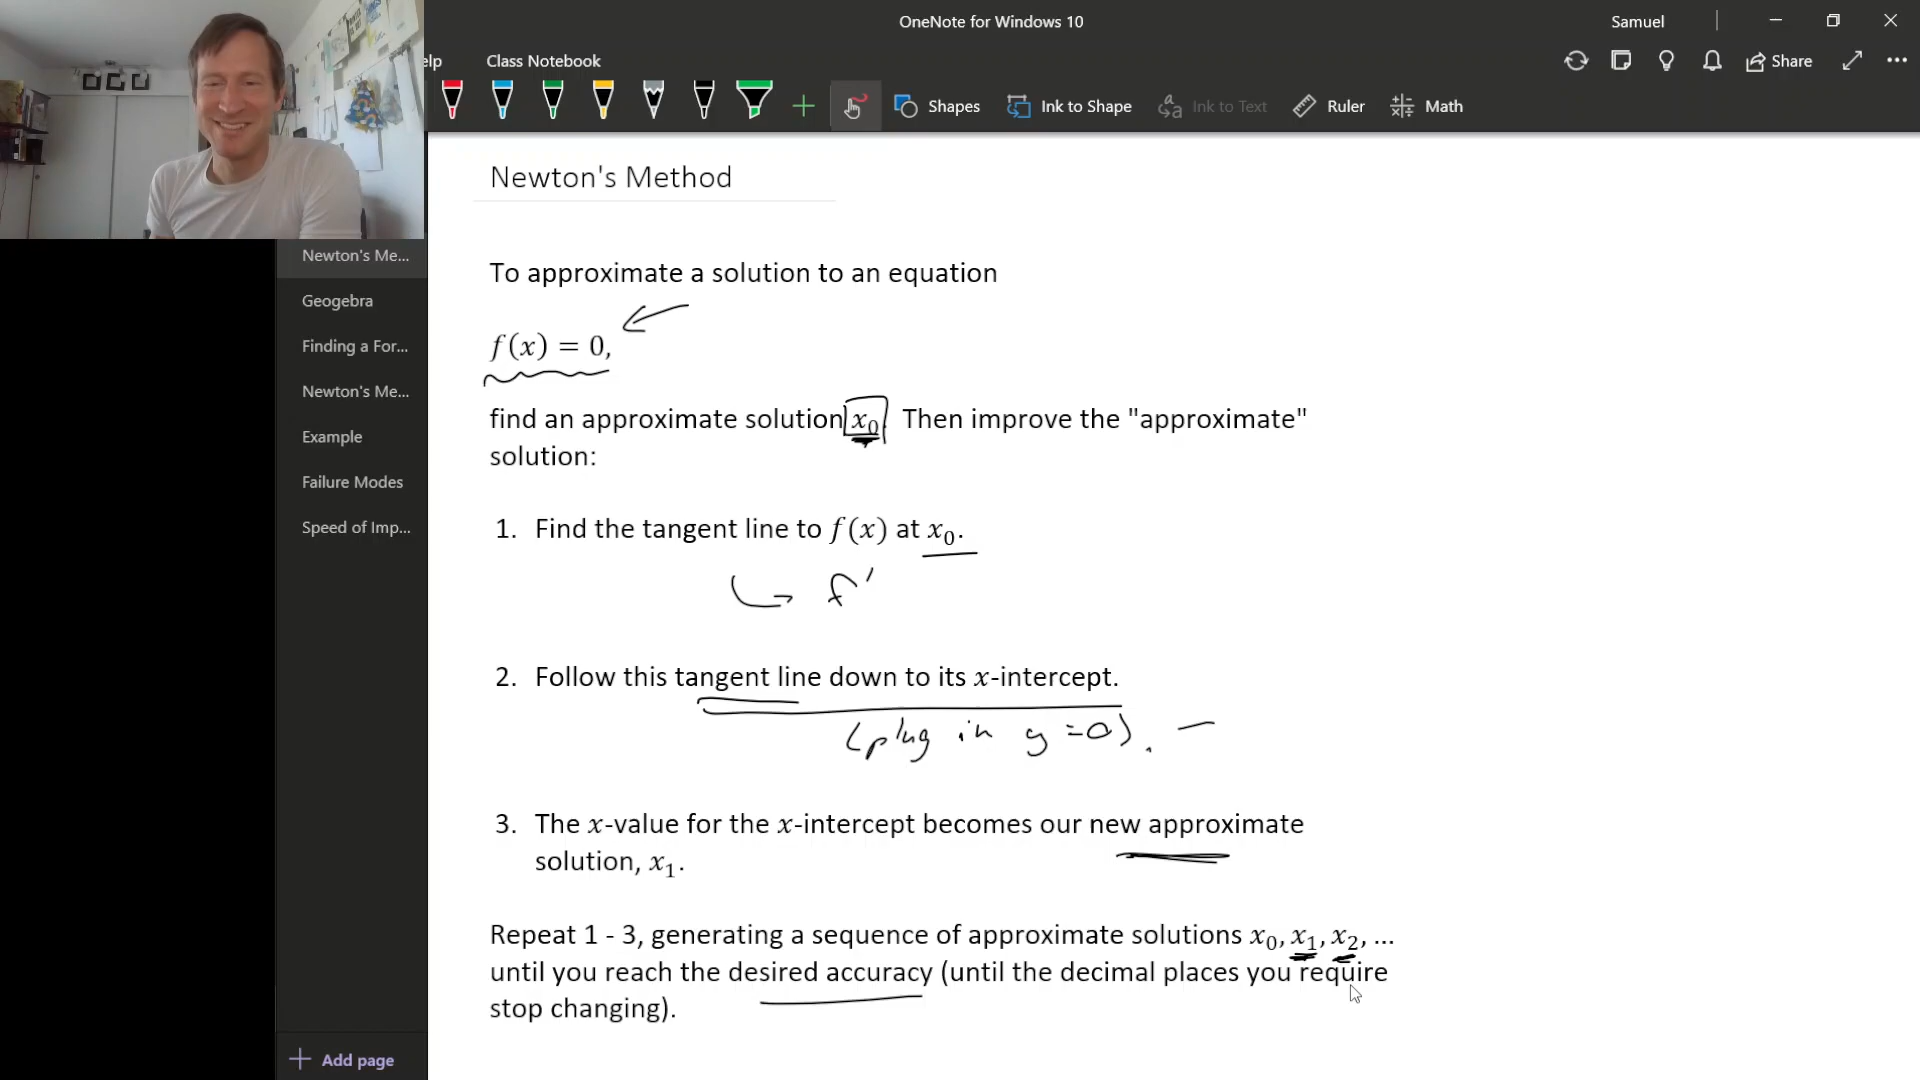 OneNote for Windows 10
Samuel
elp
Class Notebook
Share
Shapes
Ink to Shape
Ink to Text
Ruler
Math
Newton's Me...
Geogebra
Finding a For...
Newton's Me...
Example
Failure Modes
Speed of Imp...
Add page
Newton's Method
To approximate a solution to an equation
f(x) = 0,
find an approximate solution x₀. Then improve the "approximate"
solution:
1. Find the tangent line to f(x) at x₀.
f'
2. Follow this tangent line down to its x-intercept.
(plug in y=0).
3. The x-value for the x-intercept becomes our new approximate
solution, x₁.
Repeat 1 - 3, generating a sequence of approximate solutions x₀, x₁, x₂, ...
until you reach the desired accuracy (until the decimal places you require
stop changing).